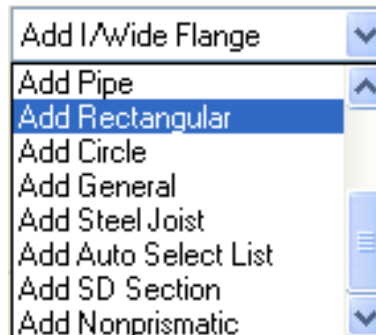 Add I/Wide Flange
Add Pipe
Add Rectangular
Add Circle
Add General
Add Steel Joist
Add Auto Select List
Add SD Section
Add Nonprismatic